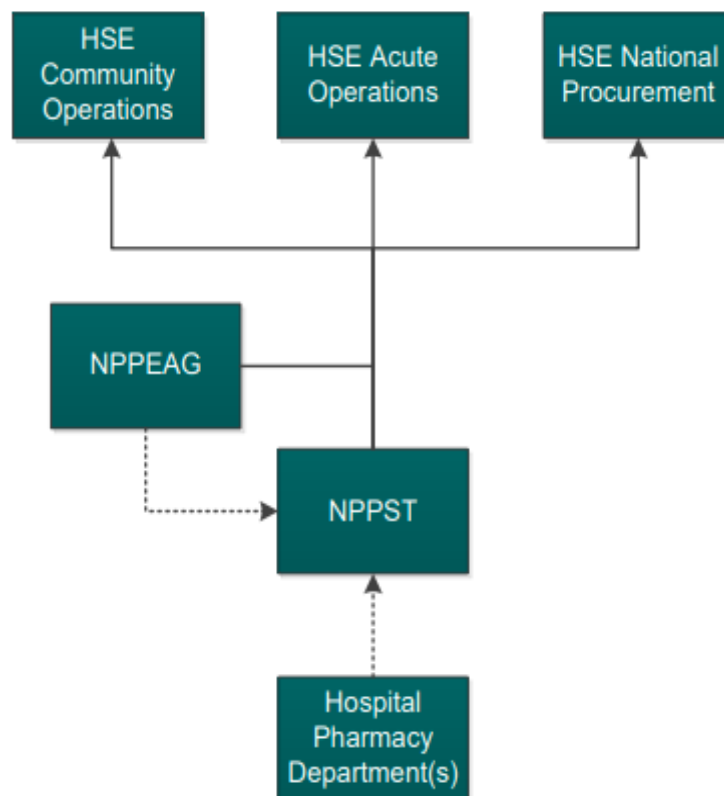 HSE
Community
Operations
HSE Acute
Operations
HSE National
Procurement
NPPEAG
NPPST
Hospital
Pharmacy
Department(s)